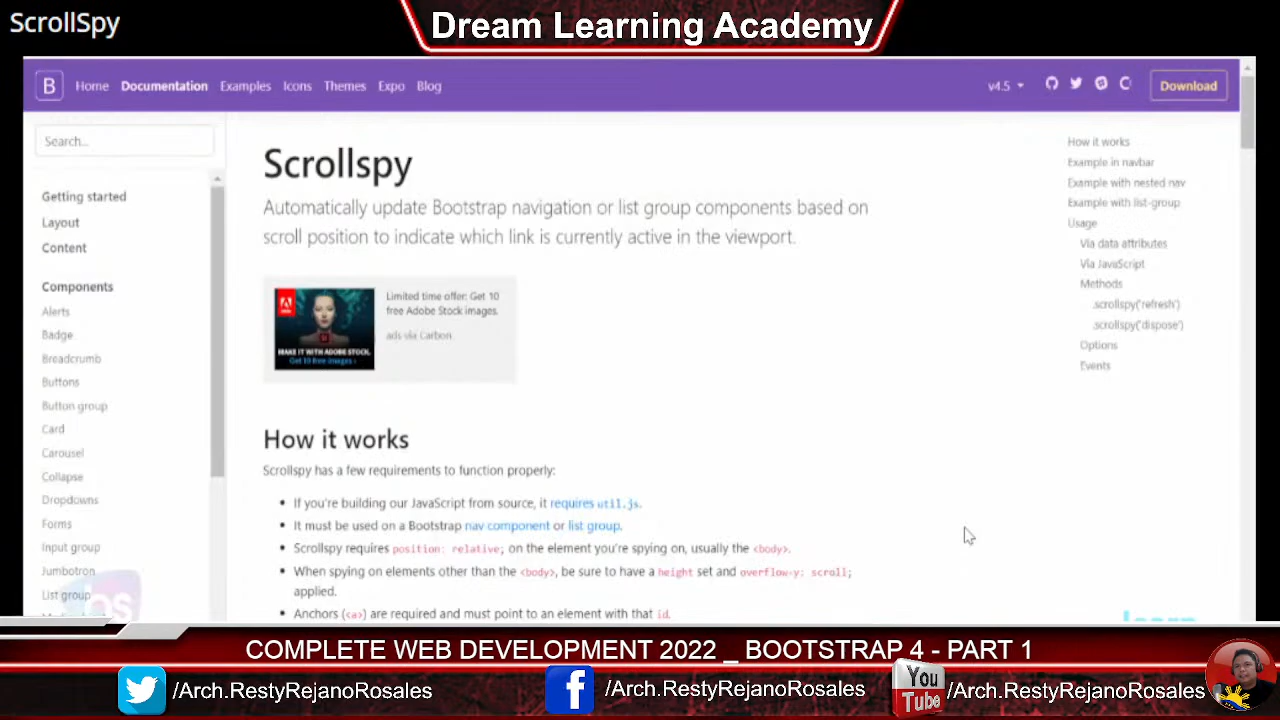 ScrollSpy
Dream Learning Academy
B Home Documentation Examples Icons Themes Expo Blog v4.5 Download
Search...
Getting started
Layout
Content
Components
Alerts
Badge
Breadcrumb
Buttons
Button group
Card
Carousel
Collapse
Dropdowns
Forms
Input group
Jumbotron
List group
Scrollspy
Automatically update Bootstrap navigation or list group components based on
scroll position to indicate which link is currently active in the viewport.
MAKE IT WITH ADOBE STOCK.
Get 10 free images ›
Limited time offer: Get 10
free Adobe Stock images.
ads via Carbon
How it works
Scrollspy has a few requirements to function properly:
If you're building our JavaScript from source, it requires util.js.
It must be used on a Bootstrap nav component or list group.
Scrollspy requires position: relative; on the element you're spying on, usually the <body>.
When spying on elements other than the <body>, be sure to have a height set and overflow-y: scroll;
applied.
Anchors (<a>) are required and must point to an element with that id.
How it works
Example in navbar
Example with nested nav
Example with list-group
Usage
Via data attributes
Via JavaScript
Methods
.scrollspy('refresh')
.scrollspy('dispose')
Options
Events
bs
COMPLETE WEB DEVELOPMENT 2022 _ BOOTSTRAP 4 - PART 1
/Arch.RestyRejanoRosales
f /Arch.RestyRejanoRosales
You
Tube /Arch.RestyRejanoRosales